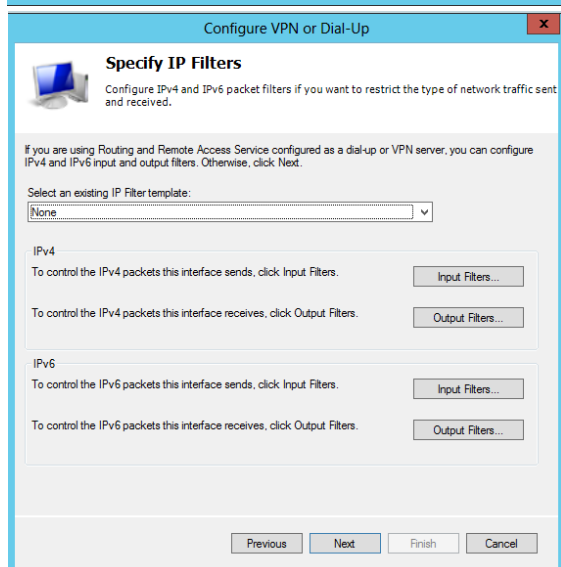 Configure VPN or Dial-Up
x
Specify IP Filters
Configure IPv4 and IPv6 packet filters if you want to restrict the type of network traffic sent
and received.
If you are using Routing and Remote Access Service configured as a dial-up or VPN server, you can configure
IPv4 and IPv6 input and output filters. Otherwise, click Next.
Select an existing IP Filter template:
None
IPv4
To control the IPv4 packets this interface sends, click Input Filters.
Input Filters...
To control the IPv4 packets this interface receives, click Output Filters.
Output Filters...
IPv6
To control the IPv6 packets this interface sends, click Input Filters.
Input Filters...
To control the IPv6 packets this interface receives, click Output Filters.
Output Filters...
Previous Next Finish Cancel